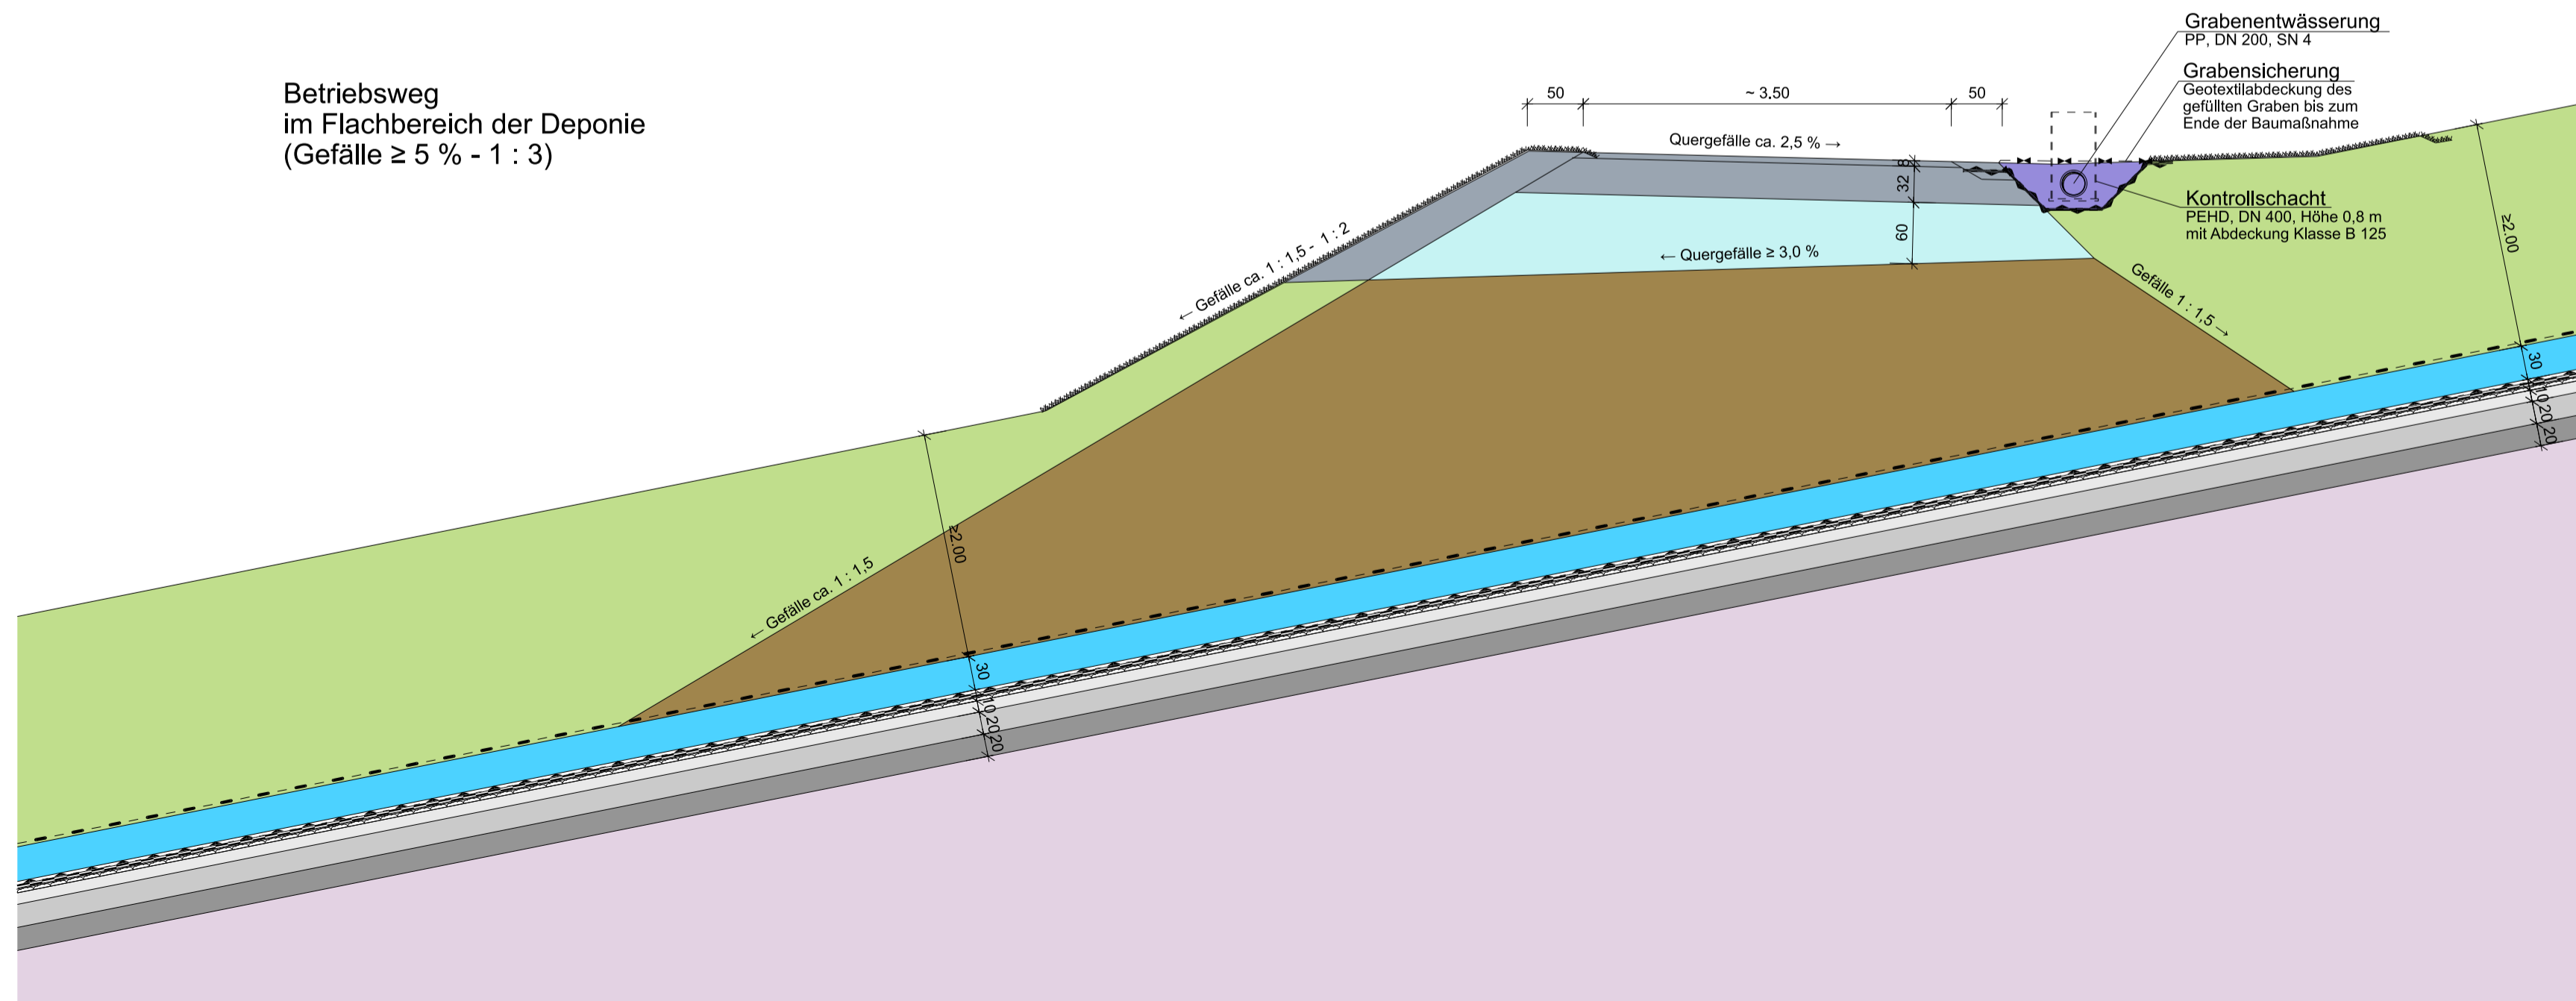 Betriebsweg
im Flachbereich der Deponie
(Gefälle ≥ 5 % - 1 : 3)
Grabenentwässerung
PP, DN 200, SN 4
Grabensicherung
Geotextilabdeckung des
gefüllten Graben bis zum
Ende der Baumaßnahme
50
~ 3.50
50
Quergefälle ca. 2,5 % →
8
32
60
Kontrollschacht
PEHD, DN 400, Höhe 0,8 m
mit Abdeckung Klasse B 125
← Gefälle ca. 1 : 1,5 - 1 : 2
← Quergefälle ≥ 3,0 %
Gefälle 1 : 1,5 →
≥2.00
30
10
20
20
← Gefälle ca. 1 : 1,5
≥2.00
30
10
20
20